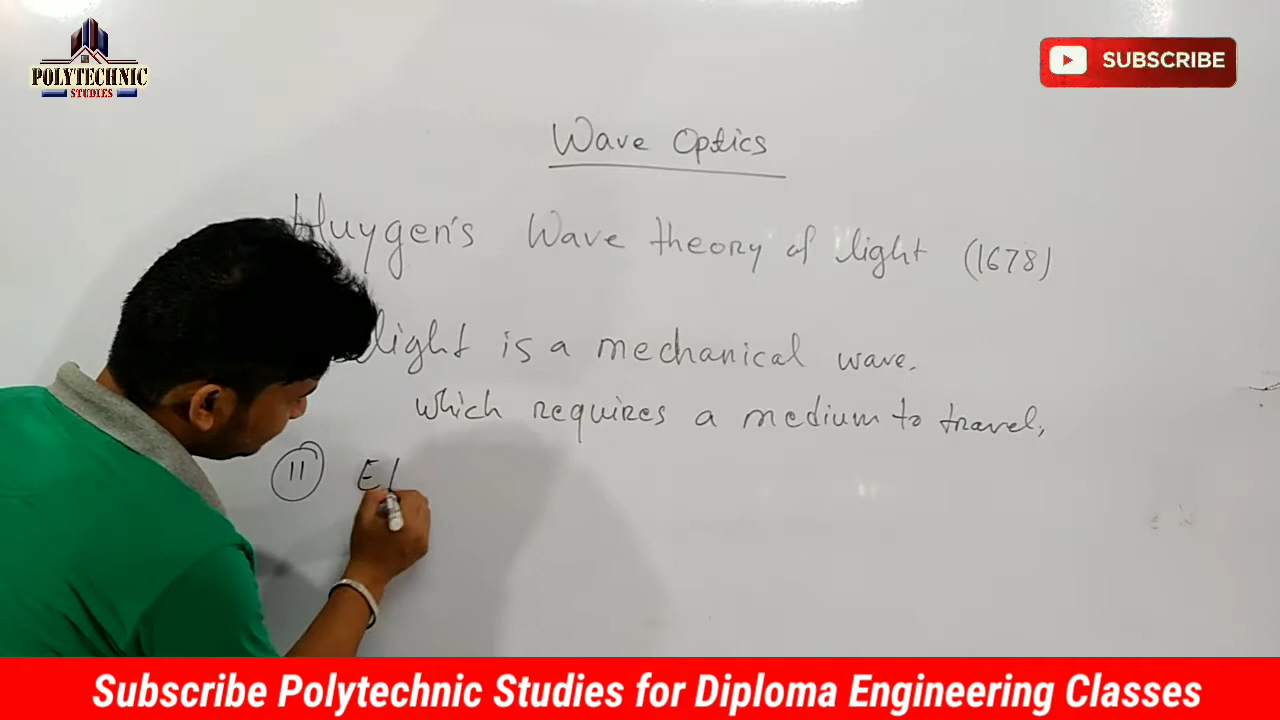 POLYTECHNIC
STUDIES
SUBSCRIBE
Wave Optics
Huygen's Wave theory of light (1678)
light is a mechanical wave.
which requires a medium to travel,
11 El
Subscribe Polytechnic Studies for Diploma Engineering Classes